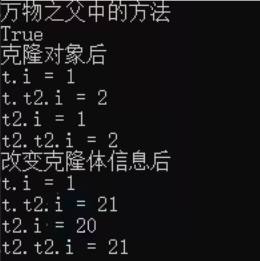 万物之父中的方法
True
克隆对象后
t.i = 1
t.t2.i = 2
t2.i = 1
t2.t2.i = 2
改变克隆体信息后
t.i = 1
t.t2.i = 21
t2.i = 20
t2.t2.i = 21